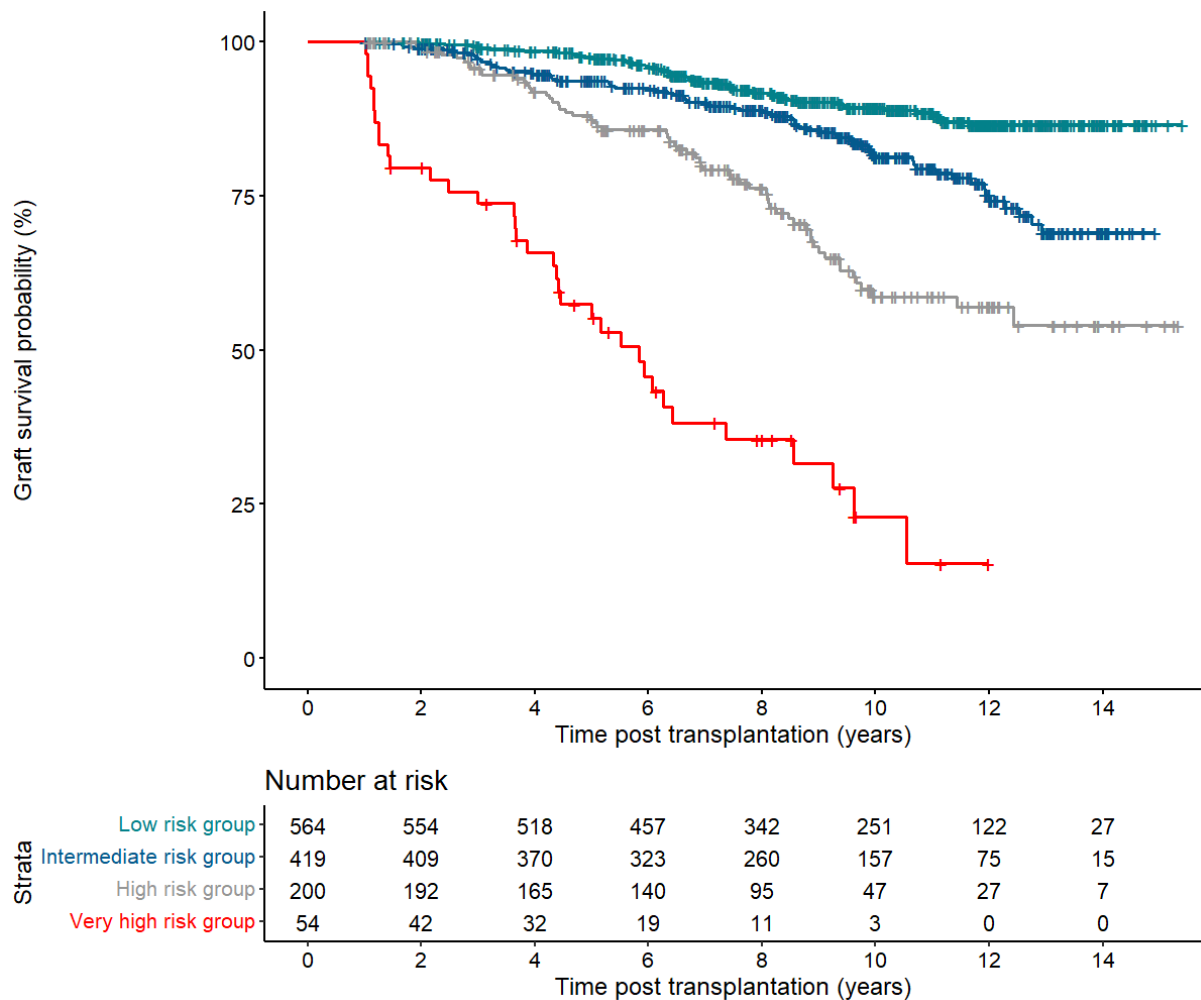 Graft survival probability (%)
100
75
50
25
0
0 2 4 6 8 10 12 14
Time post transplantation (years)
Number at risk
Strata
Low risk group 564 554 518 457 342 251 122 27
Intermediate risk group 419 409 370 323 260 157 75 15
High risk group 200 192 165 140 95 47 27 7
Very high risk group 54 42 32 19 11 3 0 0
0 2 4 6 8 10 12 14
Time post transplantation (years)